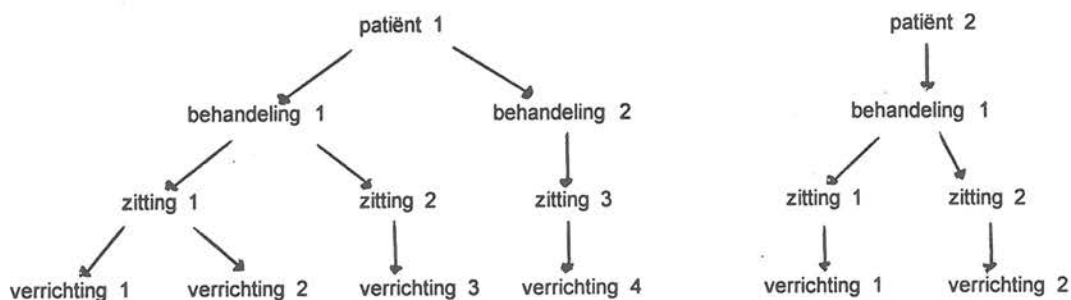 patiënt 1 patiënt 2
behandeling 1 behandeling 2 behandeling 1
zitting 1 zitting 2 zitting 3 zitting 1 zitting 2
verrichting 1 verrichting 2 verrichting 3 verrichting 4 verrichting 1 verrichting 2